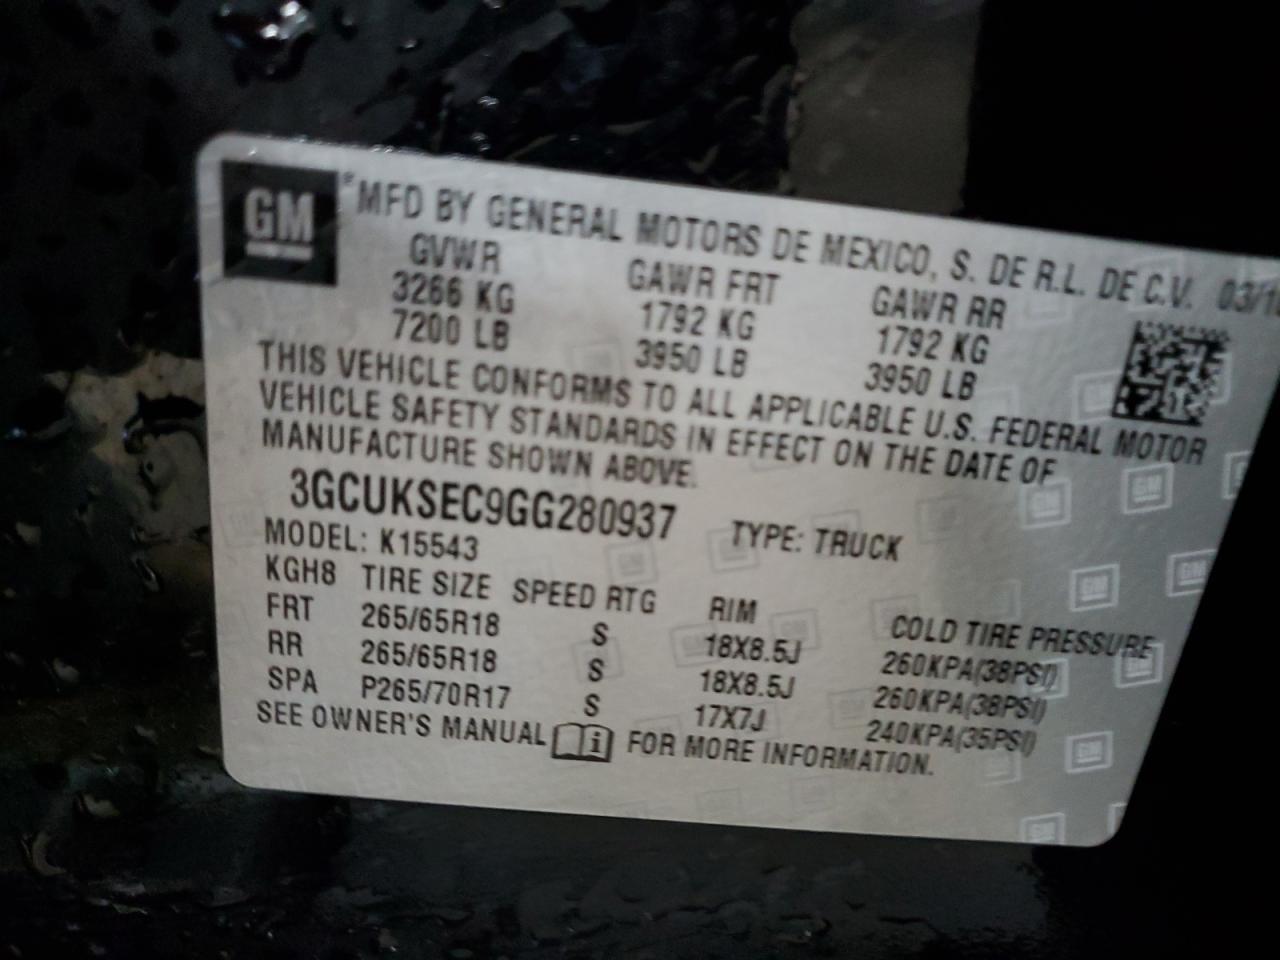 GM
® MFD BY GENERAL MOTORS DE MEXICO, S. DE R.L. DE C.V. 03/1
GVWR GAWR FRT GAWR RR
3266 KG 1792 KG 1792 KG
7200 LB 3950 LB 3950 LB
THIS VEHICLE CONFORMS TO ALL APPLICABLE U.S. FEDERAL MOTOR
VEHICLE SAFETY STANDARDS IN EFFECT ON THE DATE OF
MANUFACTURE SHOWN ABOVE.
3GCUKSEC9GG280937 TYPE: TRUCK
MODEL: K15543
KGH8 TIRE SIZE SPEED RTG RIM COLD TIRE PRESSURE
FRT 265/65R18 S 18X8.5J 260KPA(38PSI)
RR 265/65R18 S 18X8.5J 260KPA(38PSI)
SPA P265/70R17 S 17X7J 240KPA(35PSI)
SEE OWNER'S MANUAL i FOR MORE INFORMATION.